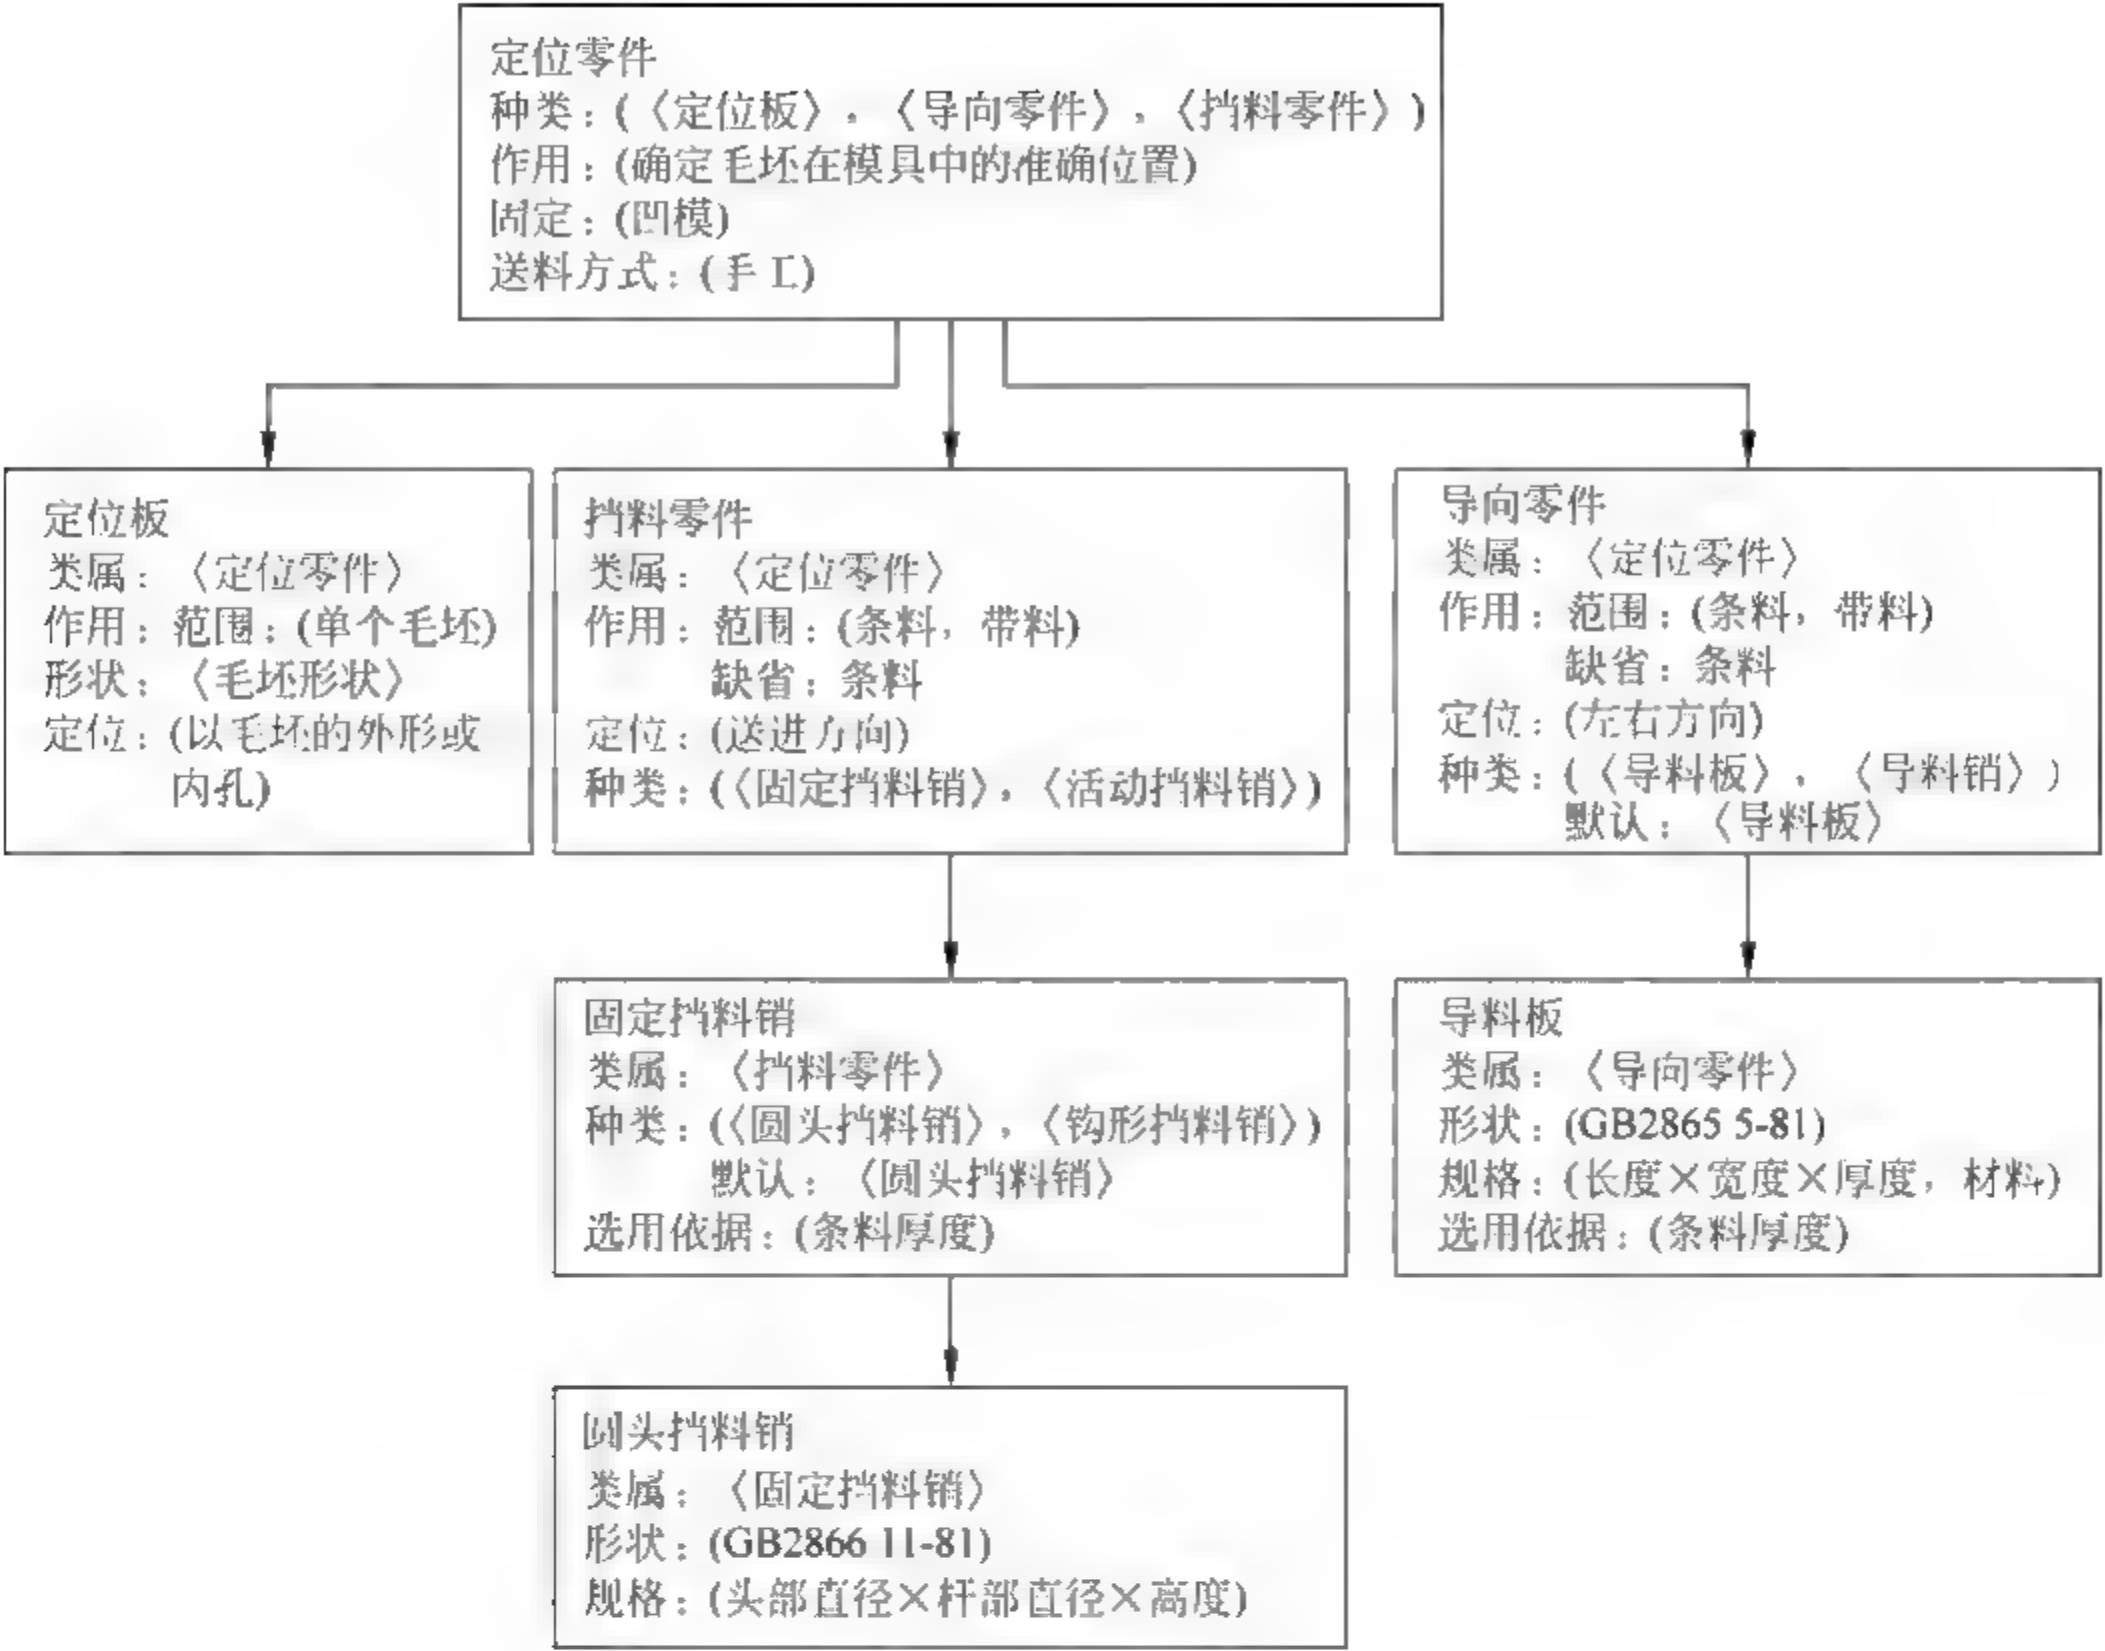 定位零件
种类：(〈定位板〉，〈导向零件〉，〈挡料零件〉)
作用：(确定毛坯在模具中的准确位置)
固定：(凹模)
送料方式：(手工)
定位板
类属：〈定位零件〉
作用：范围：(单个毛坯)
形状：〈毛坯形状〉
定位：(以毛坯的外形或
内孔)
挡料零件
类属：〈定位零件〉
作用：范围：(条料，带料)
缺省：条料
定位：(送进方向)
种类：(〈固定挡料销〉，〈活动挡料销〉)
导向零件
类属：〈定位零件〉
作用：范围：(条料，带料)
缺省：条料
定位：(左右方向)
种类：(〈导料板〉，〈导料销〉)
默认：〈导料板〉
固定挡料销
类属：〈挡料零件〉
种类：(〈圆头挡料销〉，〈钩形挡料销〉)
默认：〈圆头挡料销〉
选用依据：(条料厚度)
导料板
类属：〈导向零件〉
形状：(GB2865 5-81)
规格：(长度×宽度×厚度，材料)
选用依据：(条料厚度)
圆头挡料销
类属：〈固定挡料销〉
形状：(GB2866 11-81)
规格：(头部直径×杆部直径×高度)